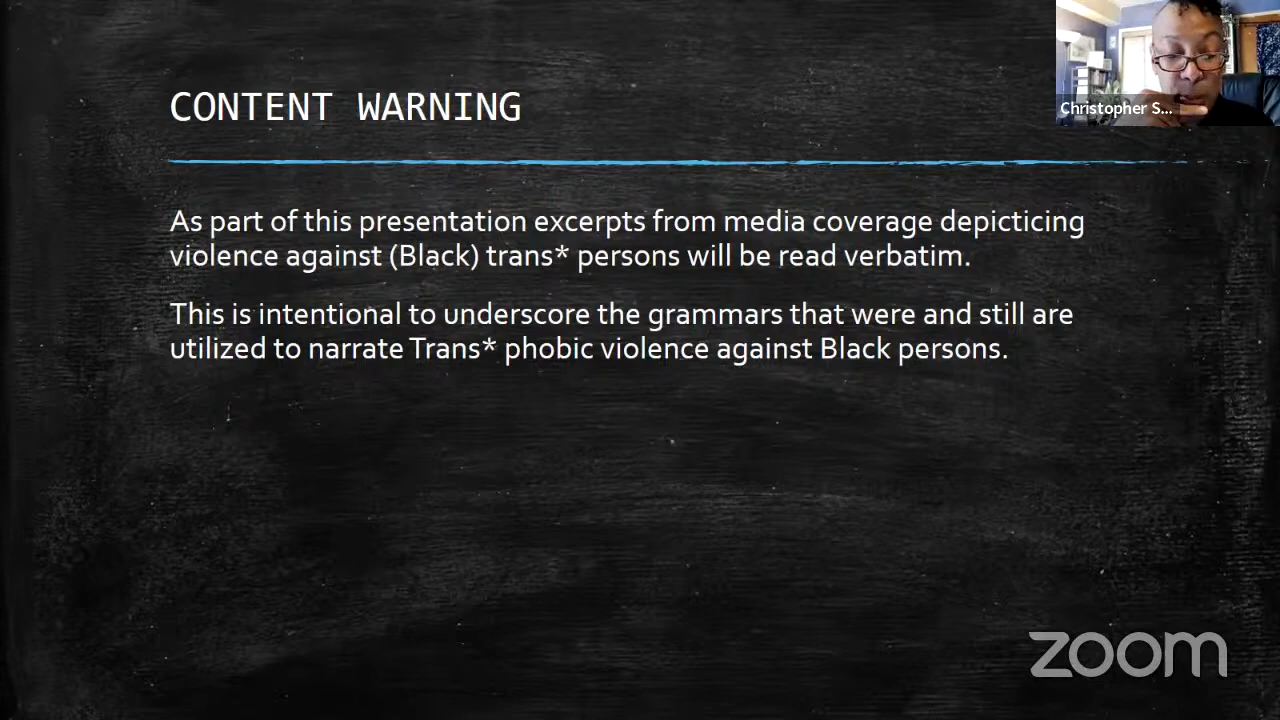 CONTENT WARNING
As part of this presentation excerpts from media coverage depicticing
violence against (Black) trans* persons will be read verbatim.
This is intentional to underscore the grammars that were and still are
utilized to narrate Trans* phobic violence against Black persons.
Christopher S...
zoom